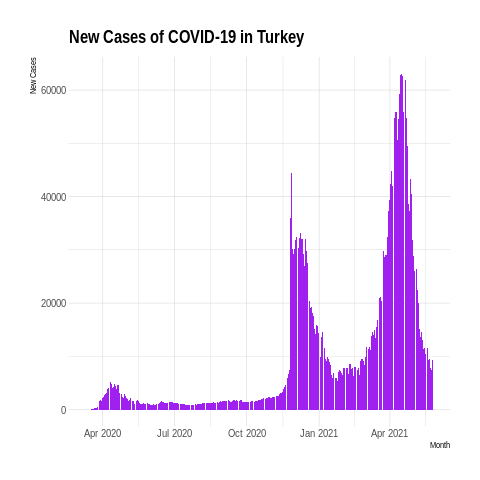 New Cases of COVID-19 in Turkey
New Cases
60000
40000
20000
0
Apr 2020 Jul 2020 Oct 2020 Jan 2021 Apr 2021
Month